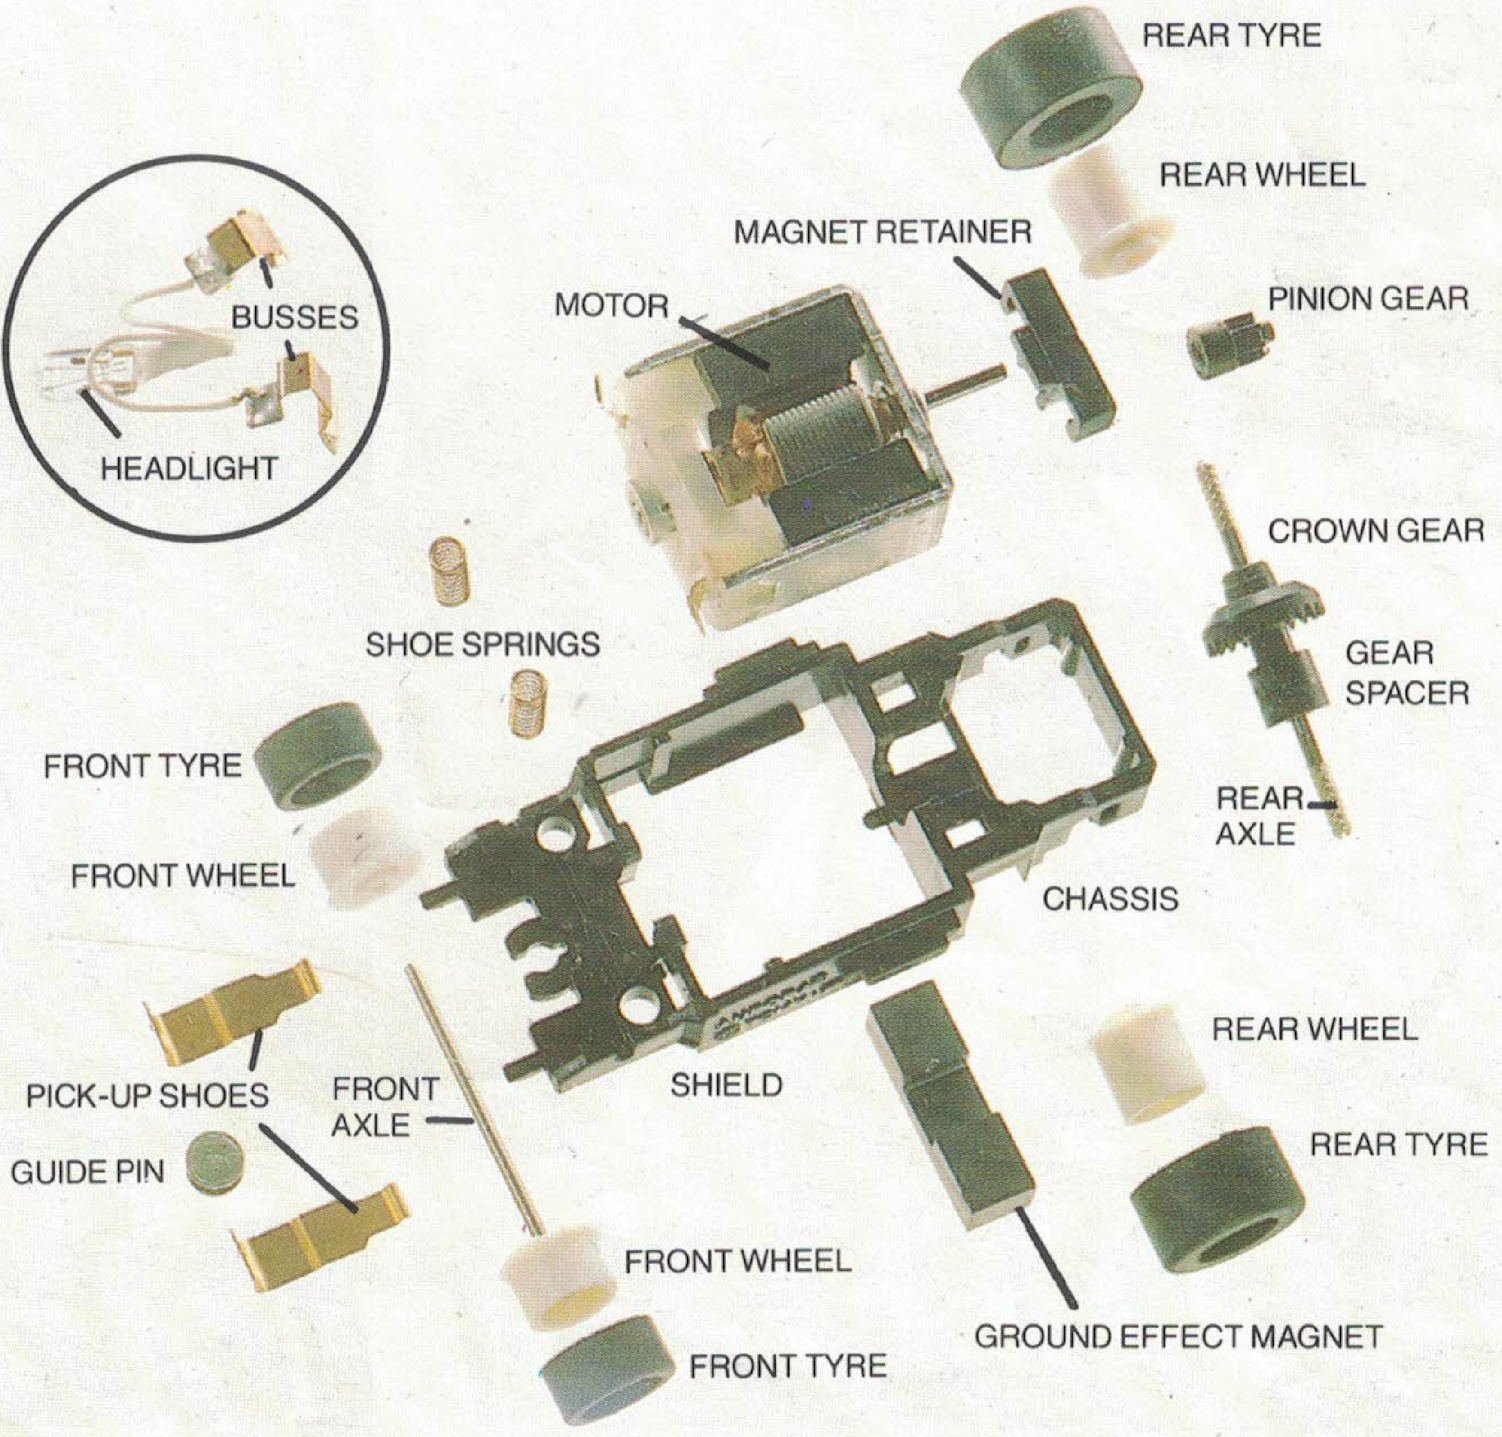 REAR TYRE
REAR WHEEL
MAGNET RETAINER
MOTOR
PINION GEAR
BUSSES
HEADLIGHT
CROWN GEAR
SHOE SPRINGS
GEAR
SPACER
FRONT TYRE
REAR
AXLE
FRONT WHEEL
CHASSIS
REAR WHEEL
SHIELD
PICK-UP SHOES
FRONT
AXLE
REAR TYRE
GUIDE PIN
FRONT WHEEL
GROUND EFFECT MAGNET
FRONT TYRE